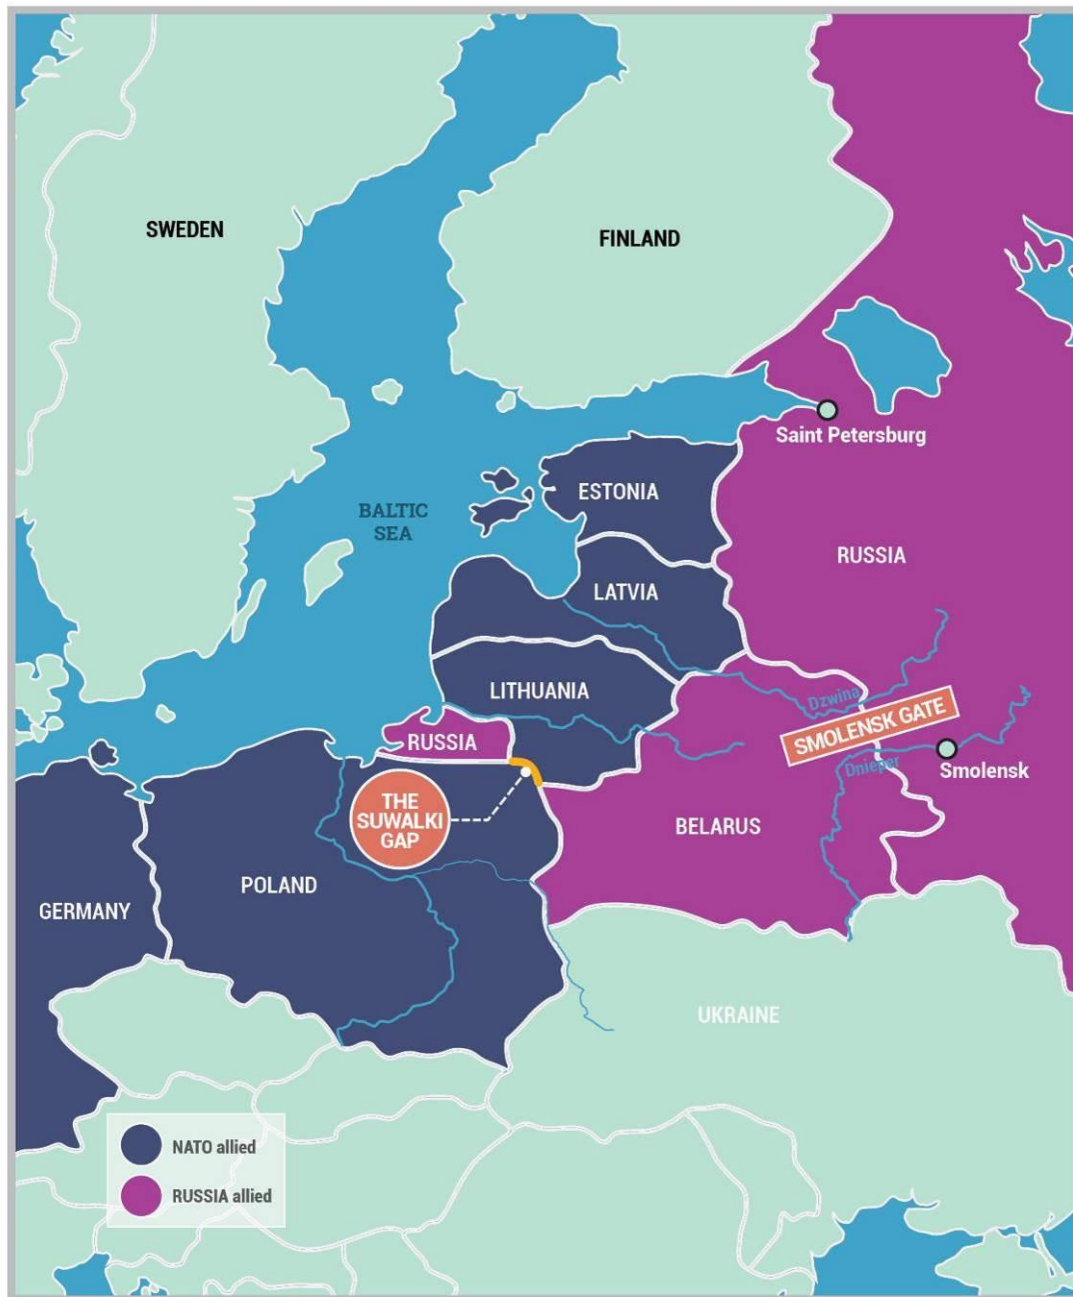 SWEDEN
FINLAND
Saint Petersburg
BALTIC
SEA
ESTONIA
RUSSIA
LATVIA
LITHUANIA
Dzwina
SMOLENSK GATE
RUSSIA
Dnieper
Smolensk
THE
SUWALKI
GAP
BELARUS
POLAND
GERMANY
UKRAINE
NATO allied
RUSSIA allied